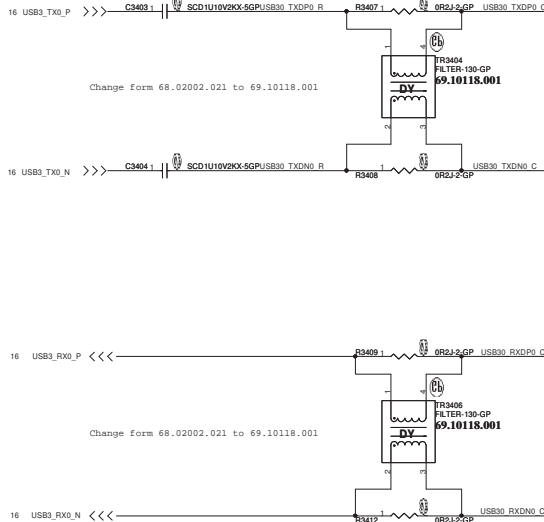 16 USB3_TX0_P C3403 1 SCD1U10V2KX-5GP USB30_TXDP0_R R3407 1 0R2J-2-GP USB30_TXDP0_C
1 4
TR3404
FILTER-130-GP
69.10118.001
Change form 68.02002.021 to 69.10118.001
DY
2 3
16 USB3_TX0_N C3404 1 SCD1U10V2KX-5GP USB30_TXDN0_R R3408 1 0R2J-2-GP USB30_TXDN0_C
16 USB3_RX0_P R3409 1 0R2J-2-GP USB30_RXDP0_C
1 4
TR3406
FILTER-130-GP
69.10118.001
Change form 68.02002.021 to 69.10118.001
DY
2 3
16 USB3_RX0_N R3412 1 0R2J-2-GP USB30_RXDN0_C